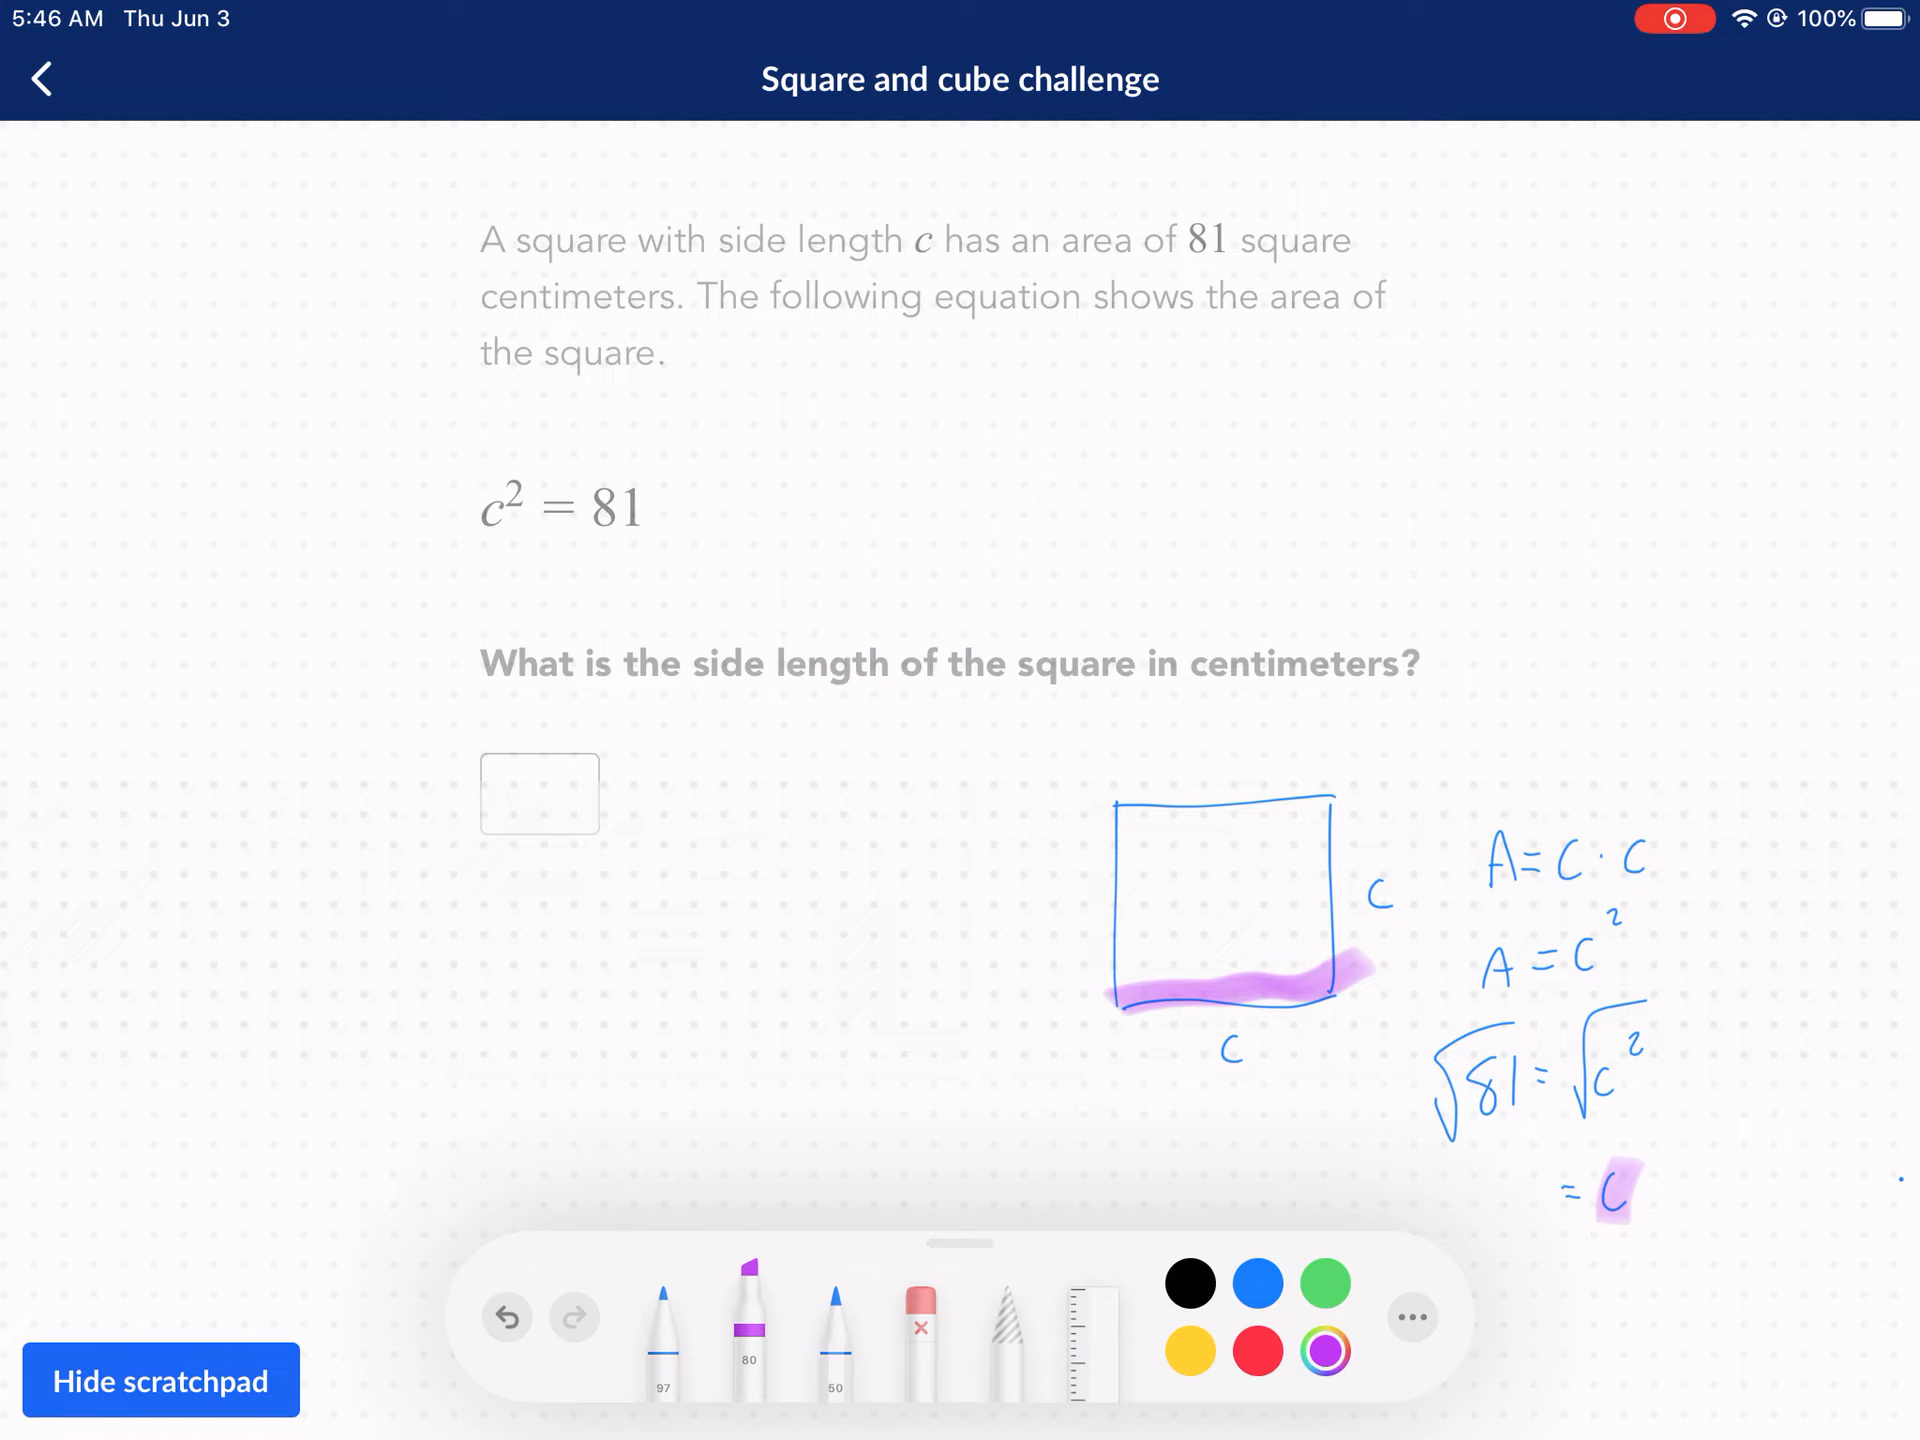 5:46 AM Thu Jun 3
100%
Square and cube challenge
A square with side length c has an area of 81 square
centimeters. The following equation shows the area of
the square.
c² = 81
What is the side length of the square in centimeters?
C
C
A = C · C
A = C²
√81 = √C²
= C
97
80
50
Hide scratchpad